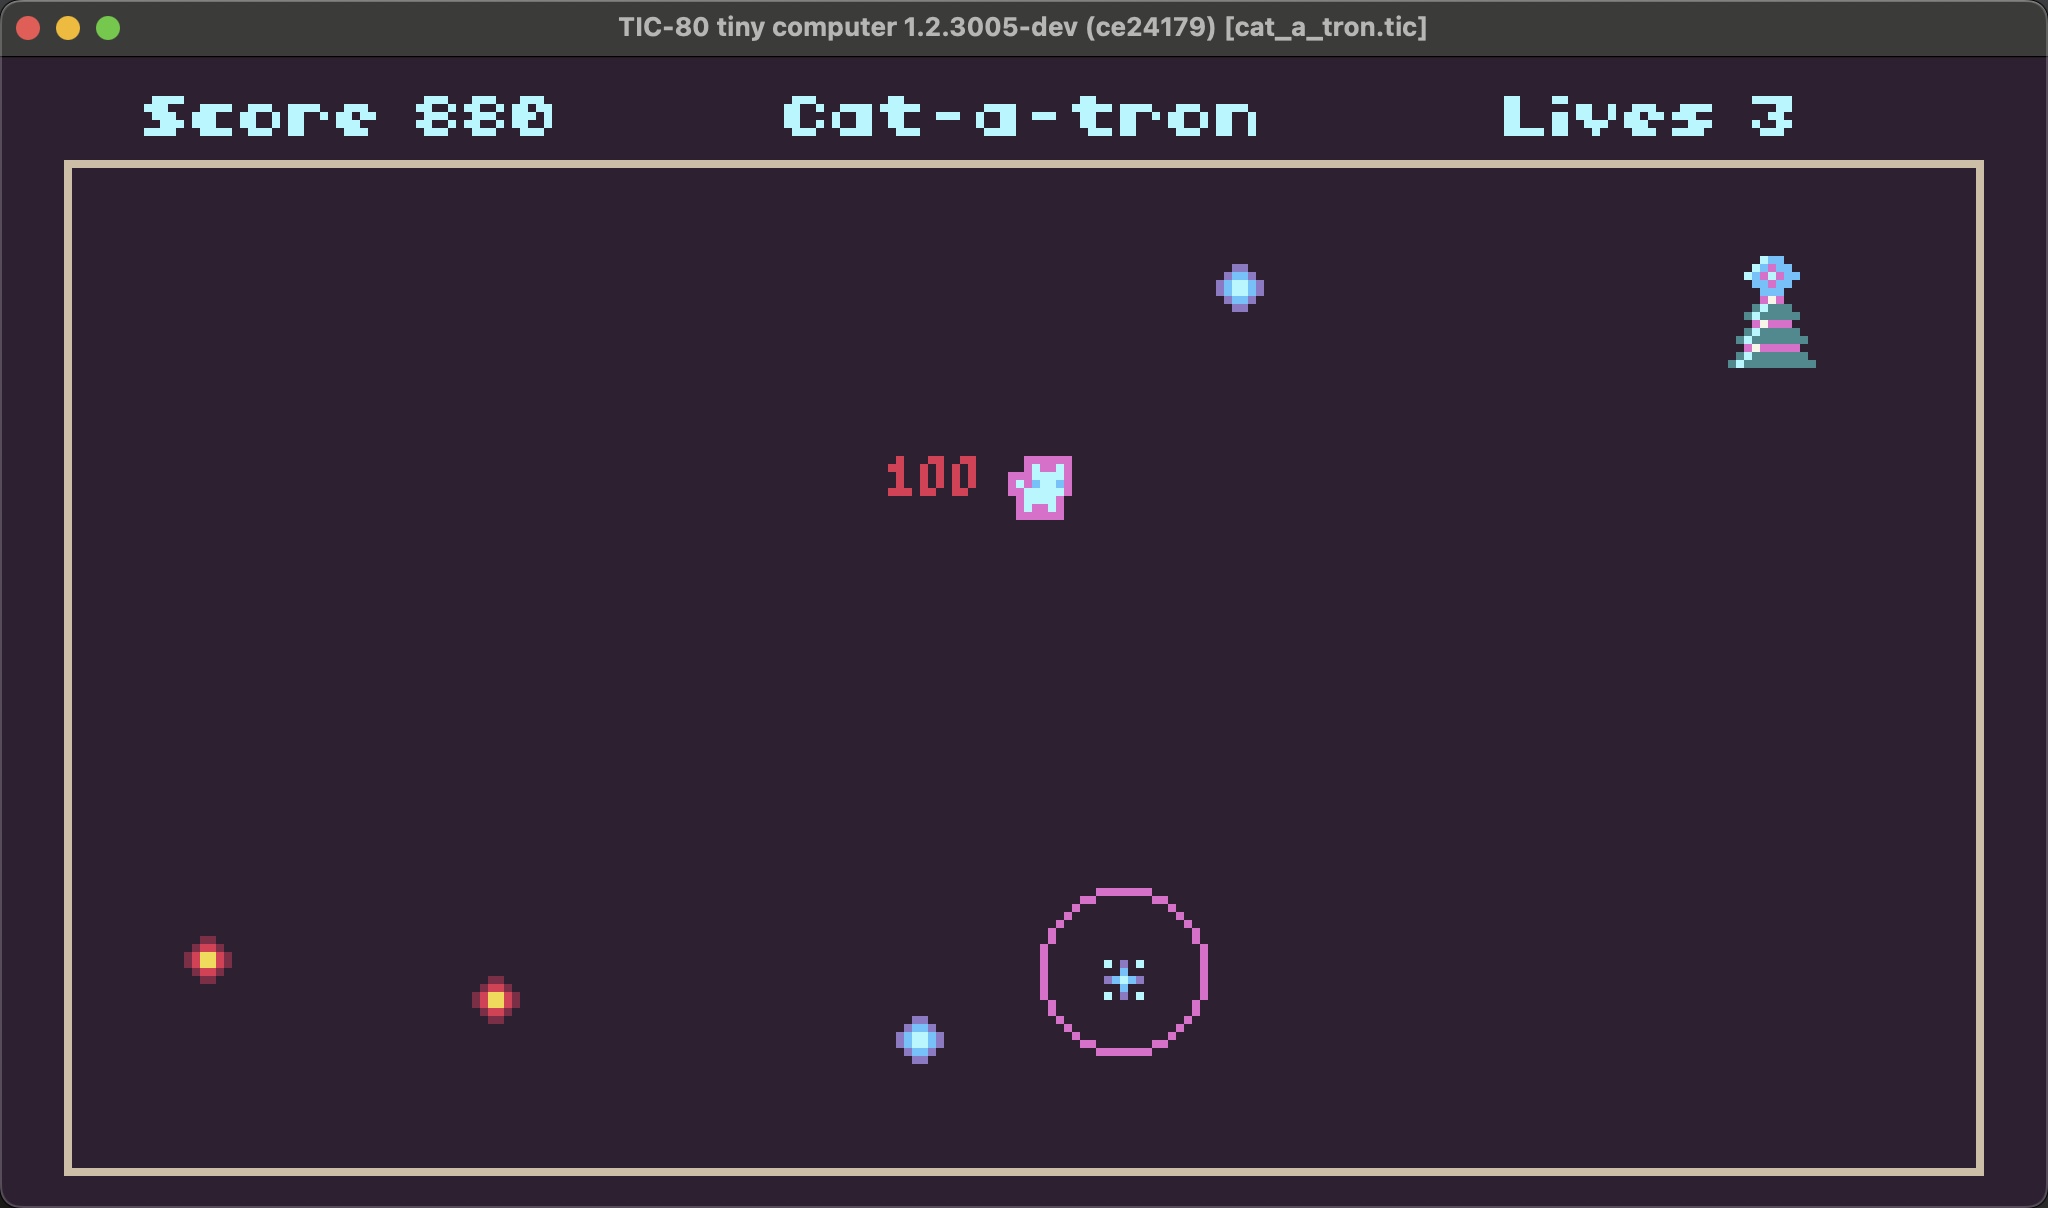 TIC-80 tiny computer 1.2.3005-dev (ce24179) [cat_a_tron.tic]
Score 880 Cat-a-tron Lives 3
100